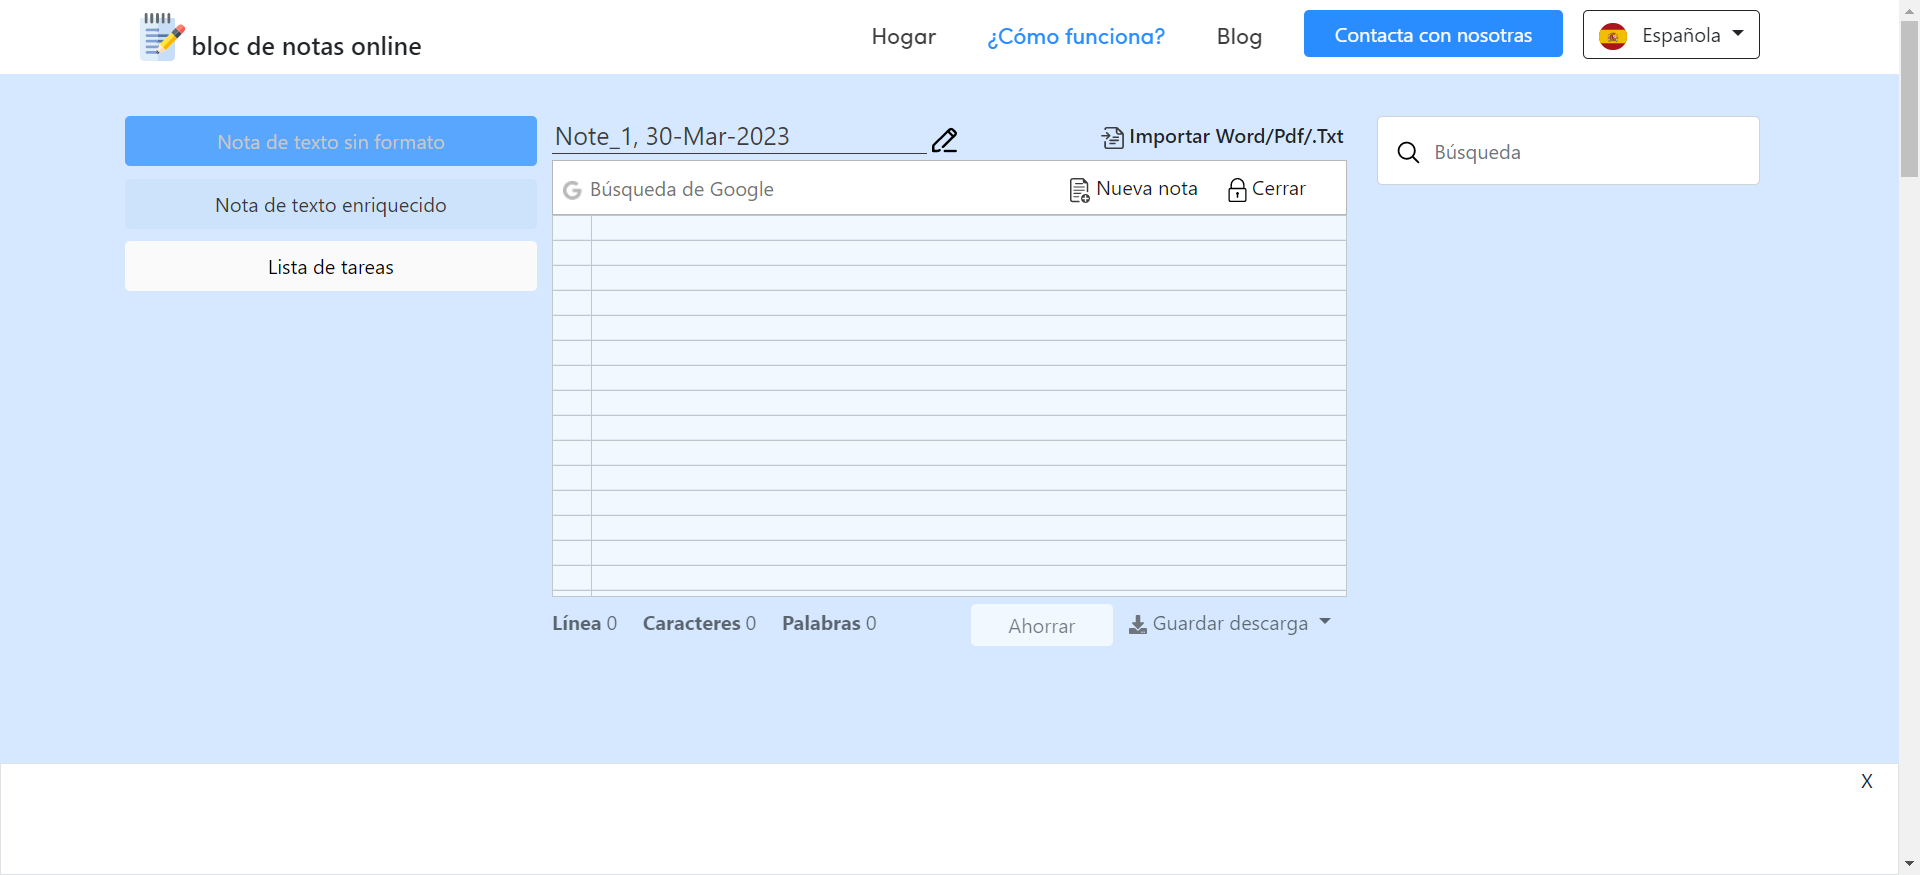 bloc de notas online
Hogar
¿Cómo funciona?
Blog
Contacta con nosotras
Española
Nota de texto sin formato
Nota de texto enriquecido
Lista de tareas
Note_1, 30-Mar-2023
Importar Word/Pdf/.Txt
Búsqueda de Google
Nueva nota
Cerrar
Búsqueda
Línea 0
Caracteres 0
Palabras 0
Ahorrar
Guardar descarga
X